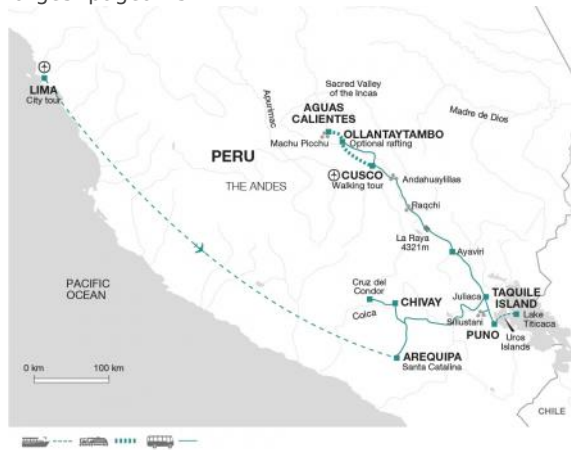 LIMA
City tour
Sacred Valley
of the Incas
Apurimac
AGUAS
CALIENTES
Machu Picchu
OLLANTAYTAMBO
Optional rafting
Madre de Dios
PERU
THE ANDES
CUSCO
Walking tour
Andahuaylillas
Raqchi
La Raya
4321m
Ayaviri
PACIFIC
OCEAN
Cruz del
Condor
CHIVAY
Colca
Juliaca
TAQUILE
ISLAND
Sillustani
Lake
Titicaca
PUNO
Uros
Islands
AREQUIPA
Santa Catalina
0 km
100 km
CHILE